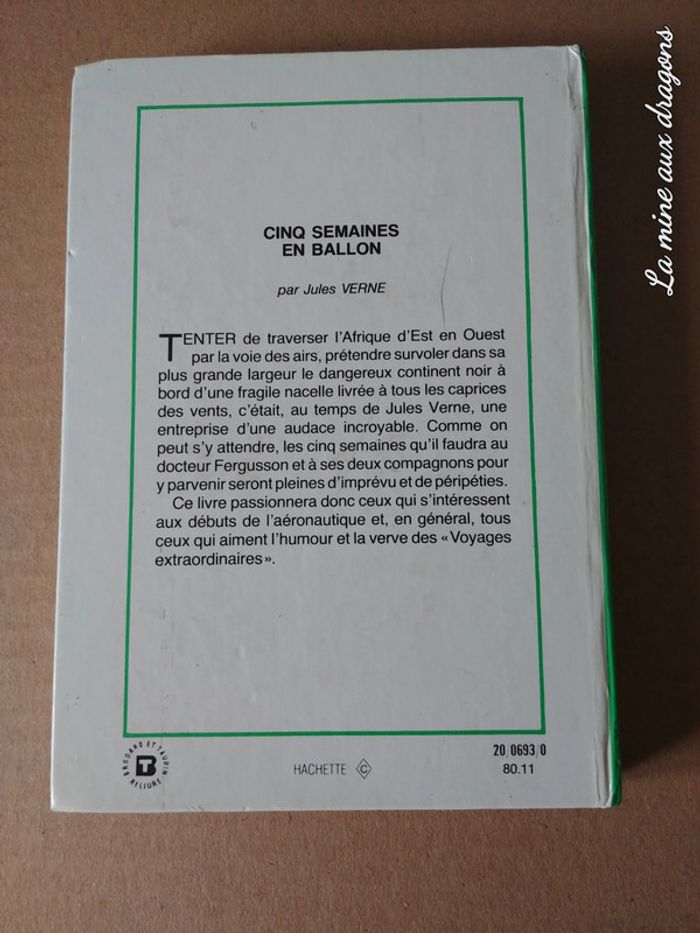 CINQ SEMAINES
EN BALLON
par Jules VERNE
TENTER de traverser l'Afrique d'Est en Ouest
par la voie des airs, prétendre survoler dans sa
plus grande largeur le dangereux continent noir à
bord d'une fragile nacelle livrée à tous les caprices
des vents, c'était, au temps de Jules Verne, une
entreprise d'une audace incroyable. Comme on
peut s'y attendre, les cinq semaines qu'il faudra au
docteur Fergusson et à ses deux compagnons pour
y parvenir seront pleines d'imprévu et de péripéties.
Ce livre passionnera donc ceux qui s'intéressent
aux débuts de l'aéronautique et, en général, tous
ceux qui aiment l'humour et la verve des «Voyages
extraordinaires».
BRODARD ET TAUPIN
RELIURE
BT
HACHETTE C
20/0693/0
80.11
La mine aux dragons